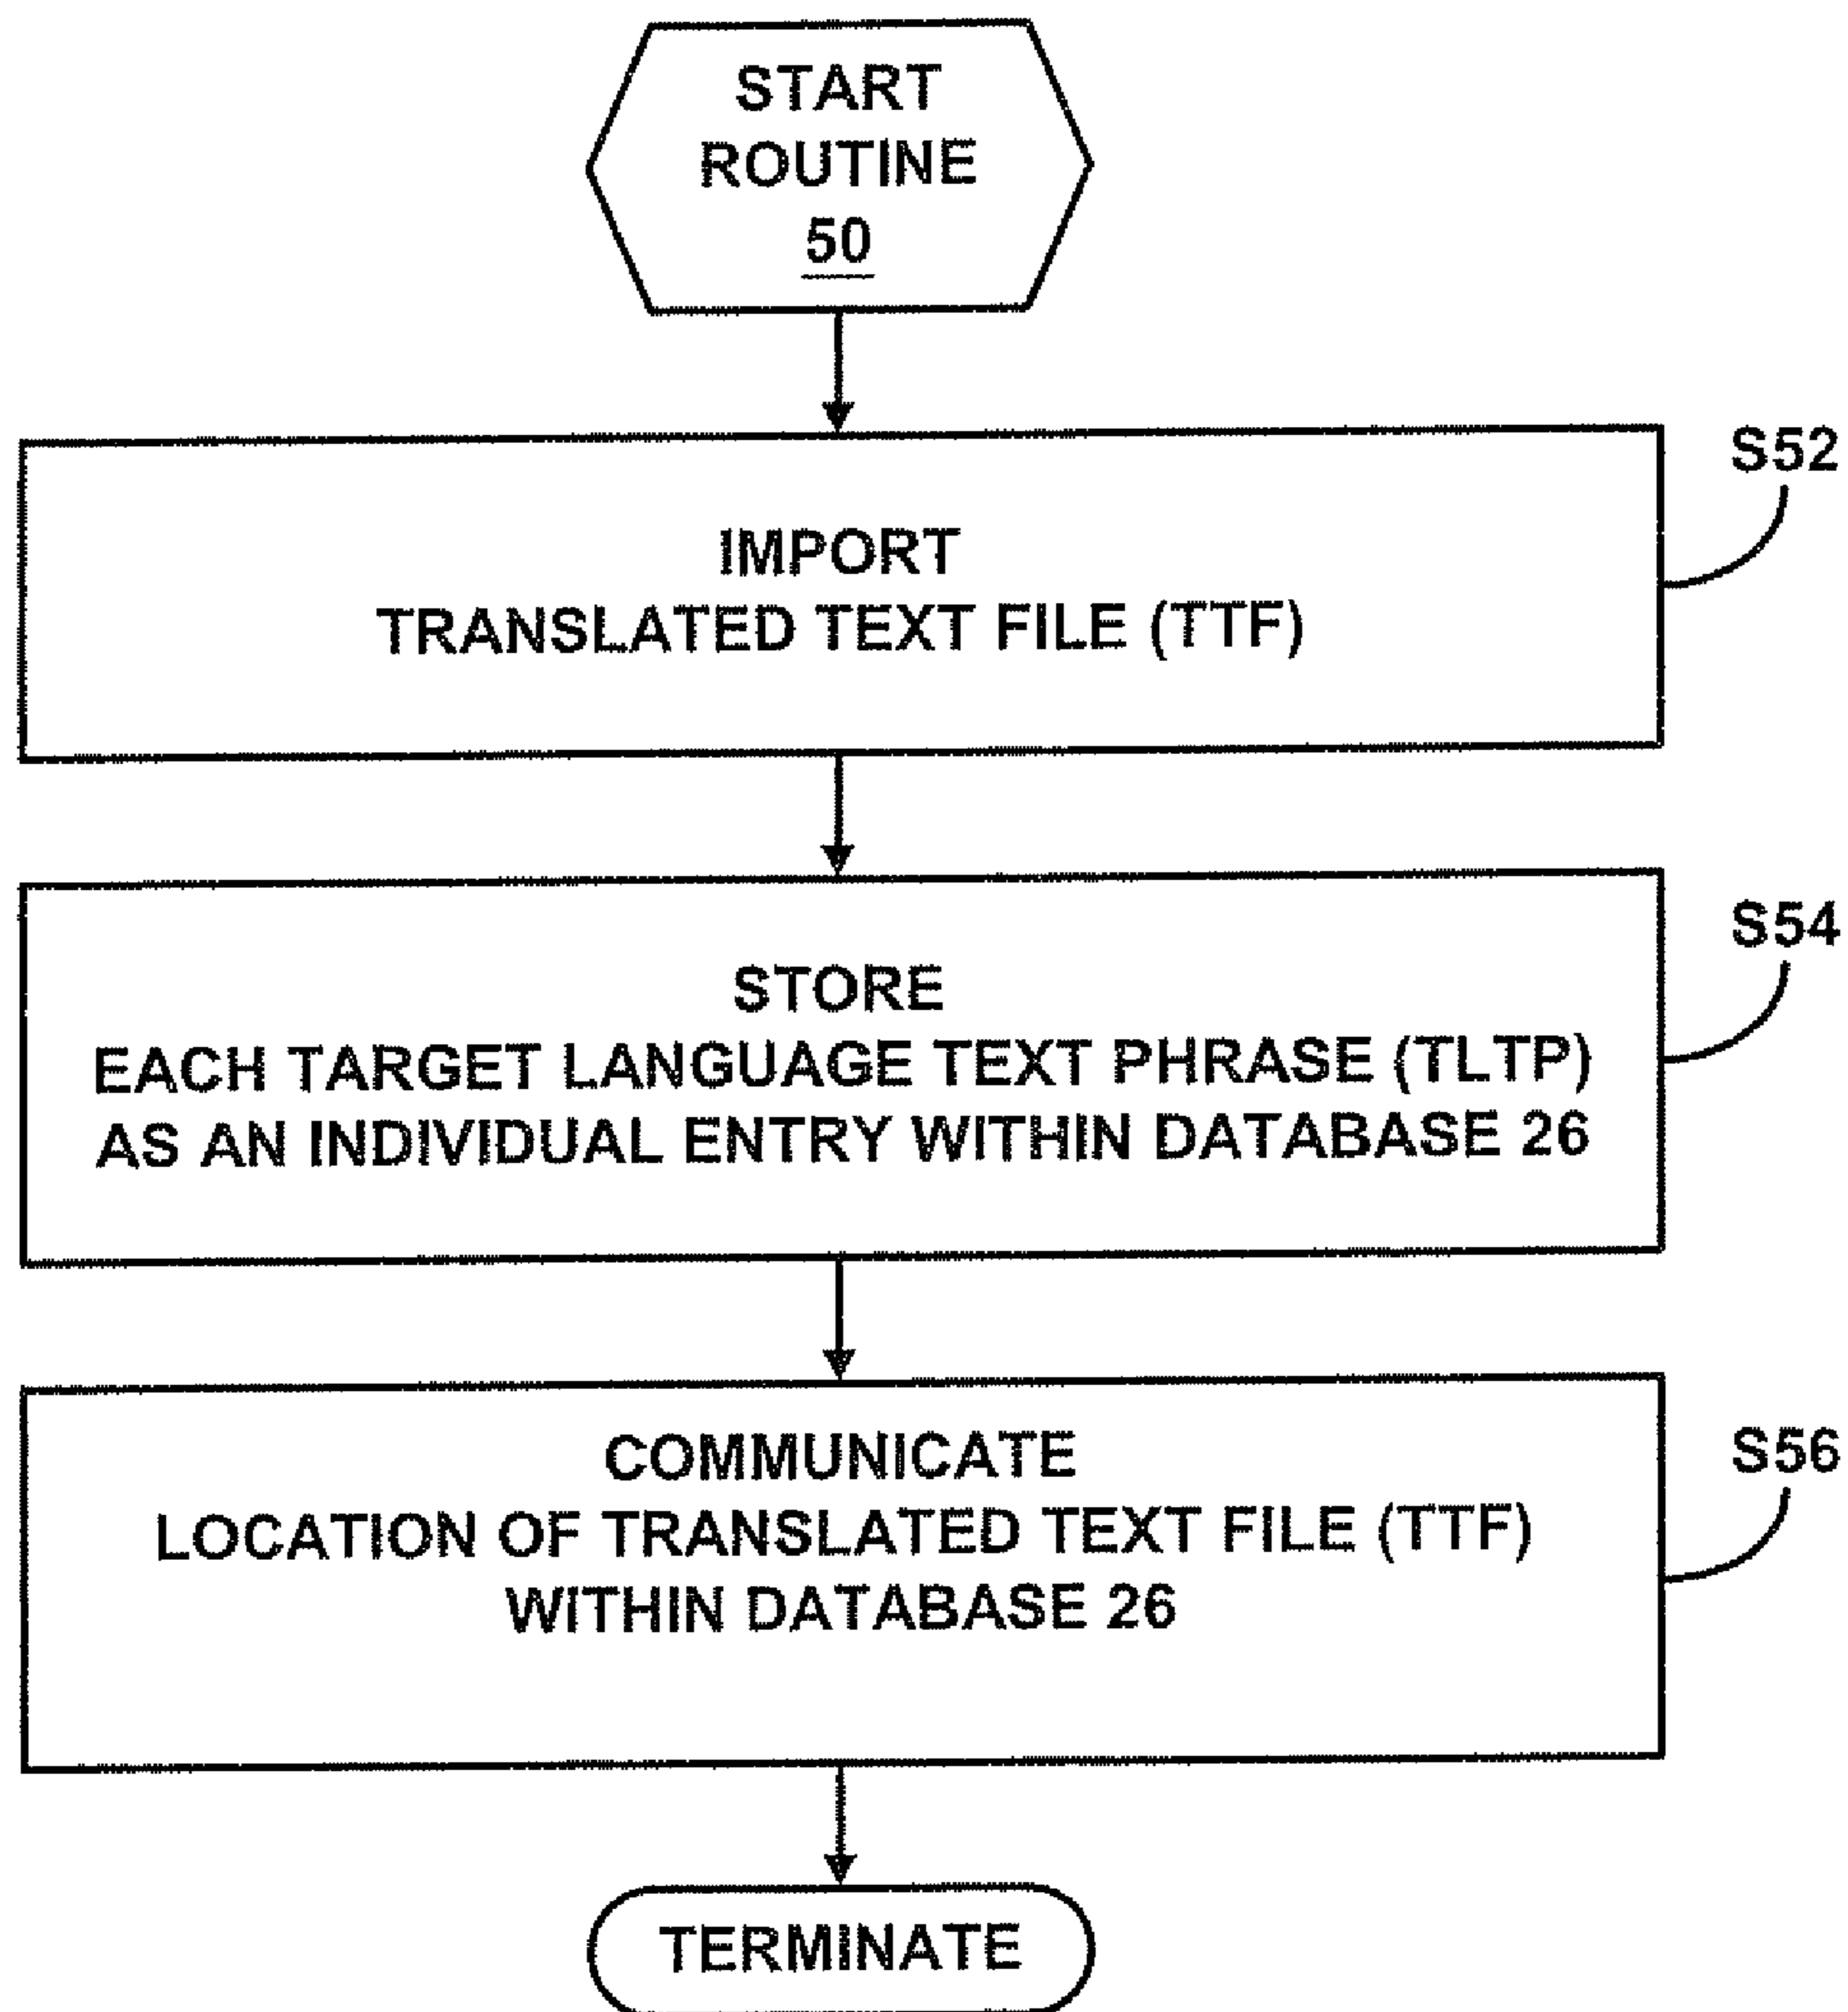 START
ROUTINE
50
S52
IMPORT
TRANSLATED TEXT FILE (TTF)
S54
STORE
EACH TARGET LANGUAGE TEXT PHRASE (TLTP)
AS AN INDIVIDUAL ENTRY WITHIN DATABASE 26
S56
COMMUNICATE
LOCATION OF TRANSLATED TEXT FILE (TTF)
WITHIN DATABASE 26
TERMINATE